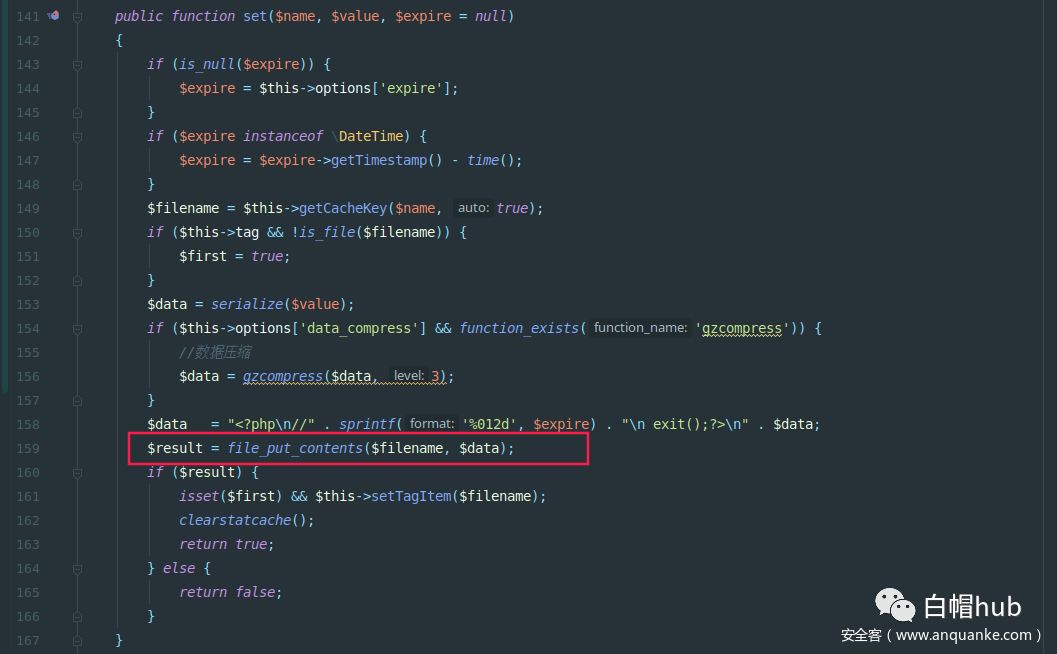 141 public function set($name, $value, $expire = null)
142 {
143 if (is_null($expire)) {
144 $expire = $this->options['expire'];
145 }
146 if ($expire instanceof \DateTime) {
147 $expire = $expire->getTimestamp() - time();
148 }
149 $filename = $this->getCacheKey($name, auto: true);
150 if ($this->tag && !is_file($filename)) {
151 $first = true;
152 }
153 $data = serialize($value);
154 if ($this->options['data_compress'] && function_exists( function_name: 'gzcompress')) {
155 //数据压缩
156 $data = gzcompress($data, level: 3);
157 }
158 $data = "<?php\n//" . sprintf( format: '%012d', $expire) . "\n exit();?>\n" . $data;
159 $result = file_put_contents($filename, $data);
160 if ($result) {
161 isset($first) && $this->setTagItem($filename);
162 clearstatcache();
163 return true;
164 } else {
165 return false;
166 }
167 }
白帽hub
安全客（www.anquanke.com）